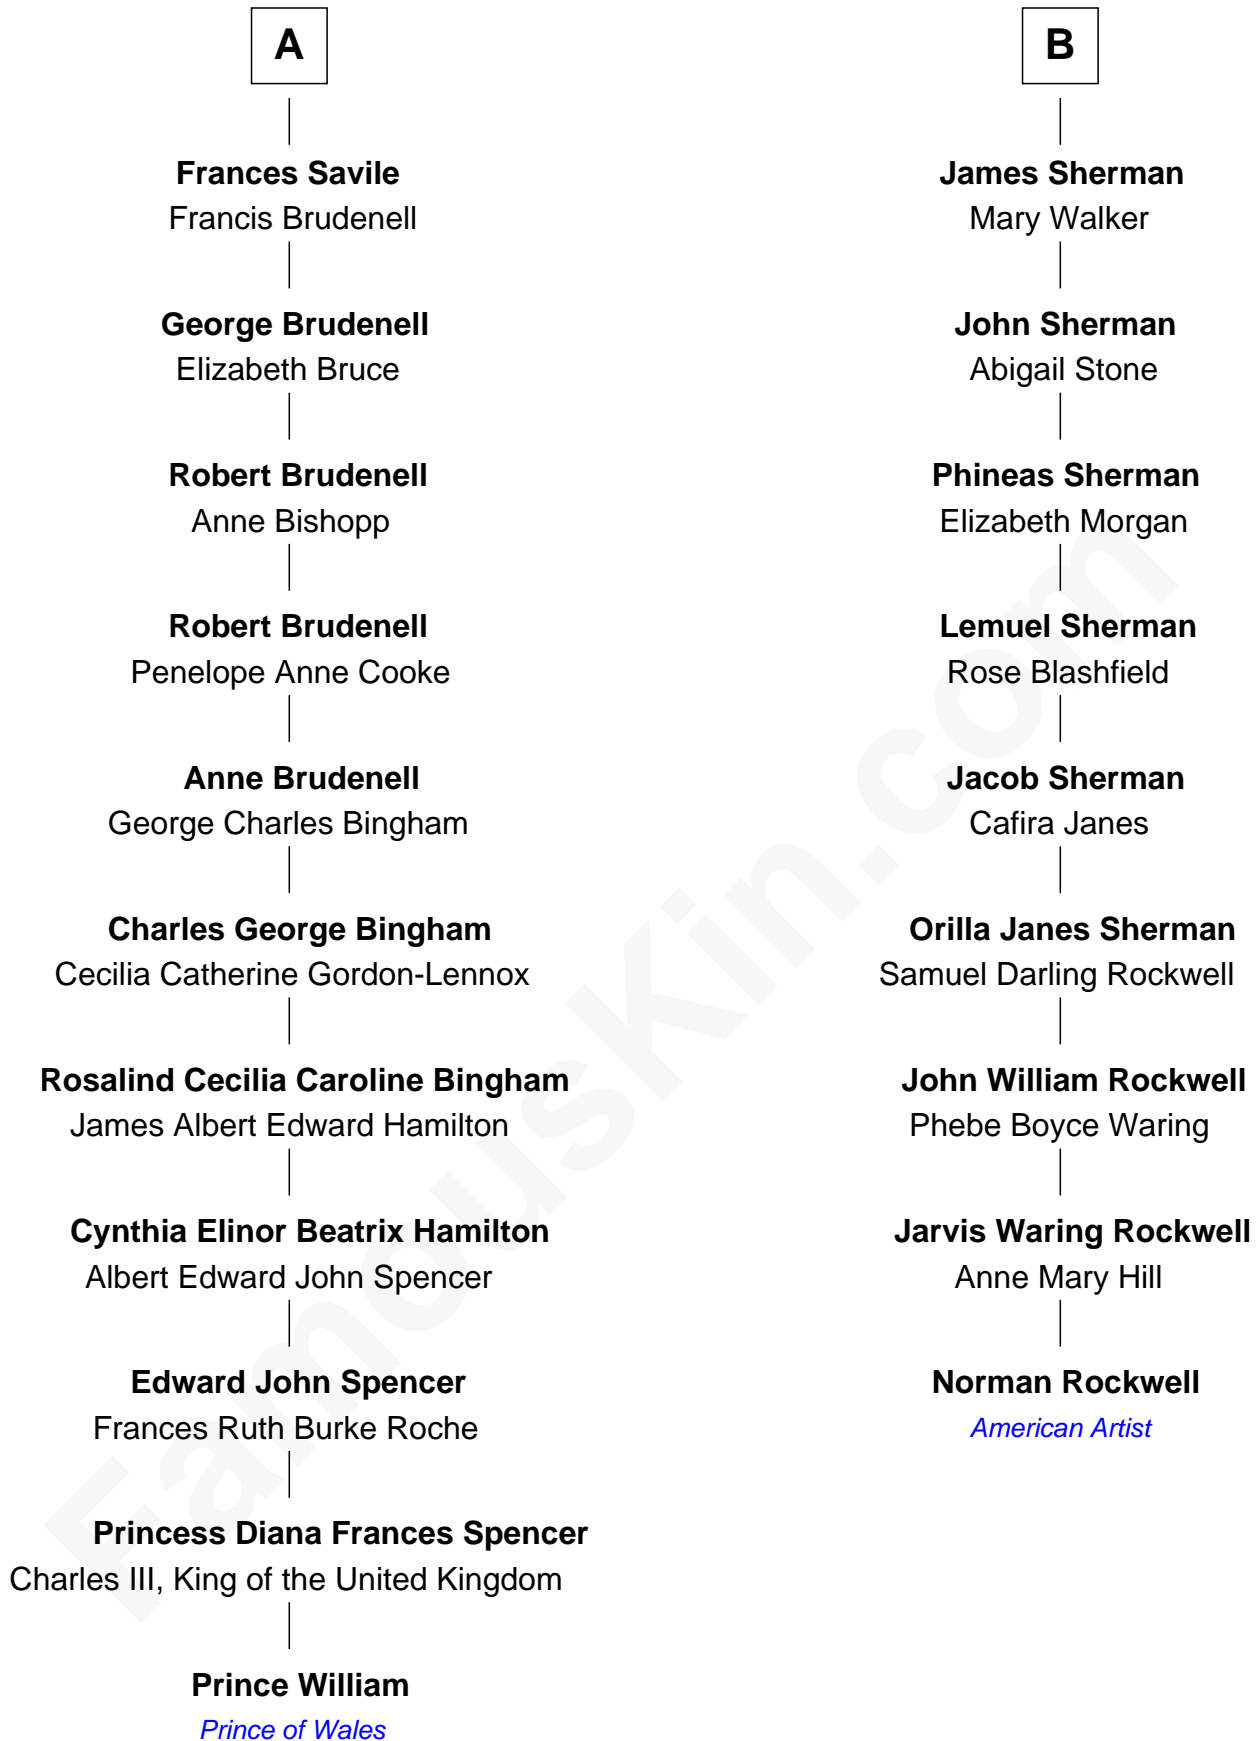 A
Frances Savile
Francis Brudenell
George Brudenell
Elizabeth Bruce
Robert Brudenell
Anne Bishopp
Robert Brudenell
Penelope Anne Cooke
Anne Brudenell
George Charles Bingham
Charles George Bingham
Cecilia Catherine Gordon-Lennox
Rosalind Cecilia Caroline Bingham
James Albert Edward Hamilton
Cynthia Elinor Beatrix Hamilton
Albert Edward John Spencer
Edward John Spencer
Frances Ruth Burke Roche
Princess Diana Frances Spencer
Charles III, King of the United Kingdom
Prince William
Prince of Wales
B
James Sherman
Mary Walker
John Sherman
Abigail Stone
Phineas Sherman
Elizabeth Morgan
Lemuel Sherman
Rose Blashfield
Jacob Sherman
Cafira Janes
Orilla Janes Sherman
Samuel Darling Rockwell
John William Rockwell
Phebe Boyce Waring
Jarvis Waring Rockwell
Anne Mary Hill
Norman Rockwell
American Artist
FamousKin.com